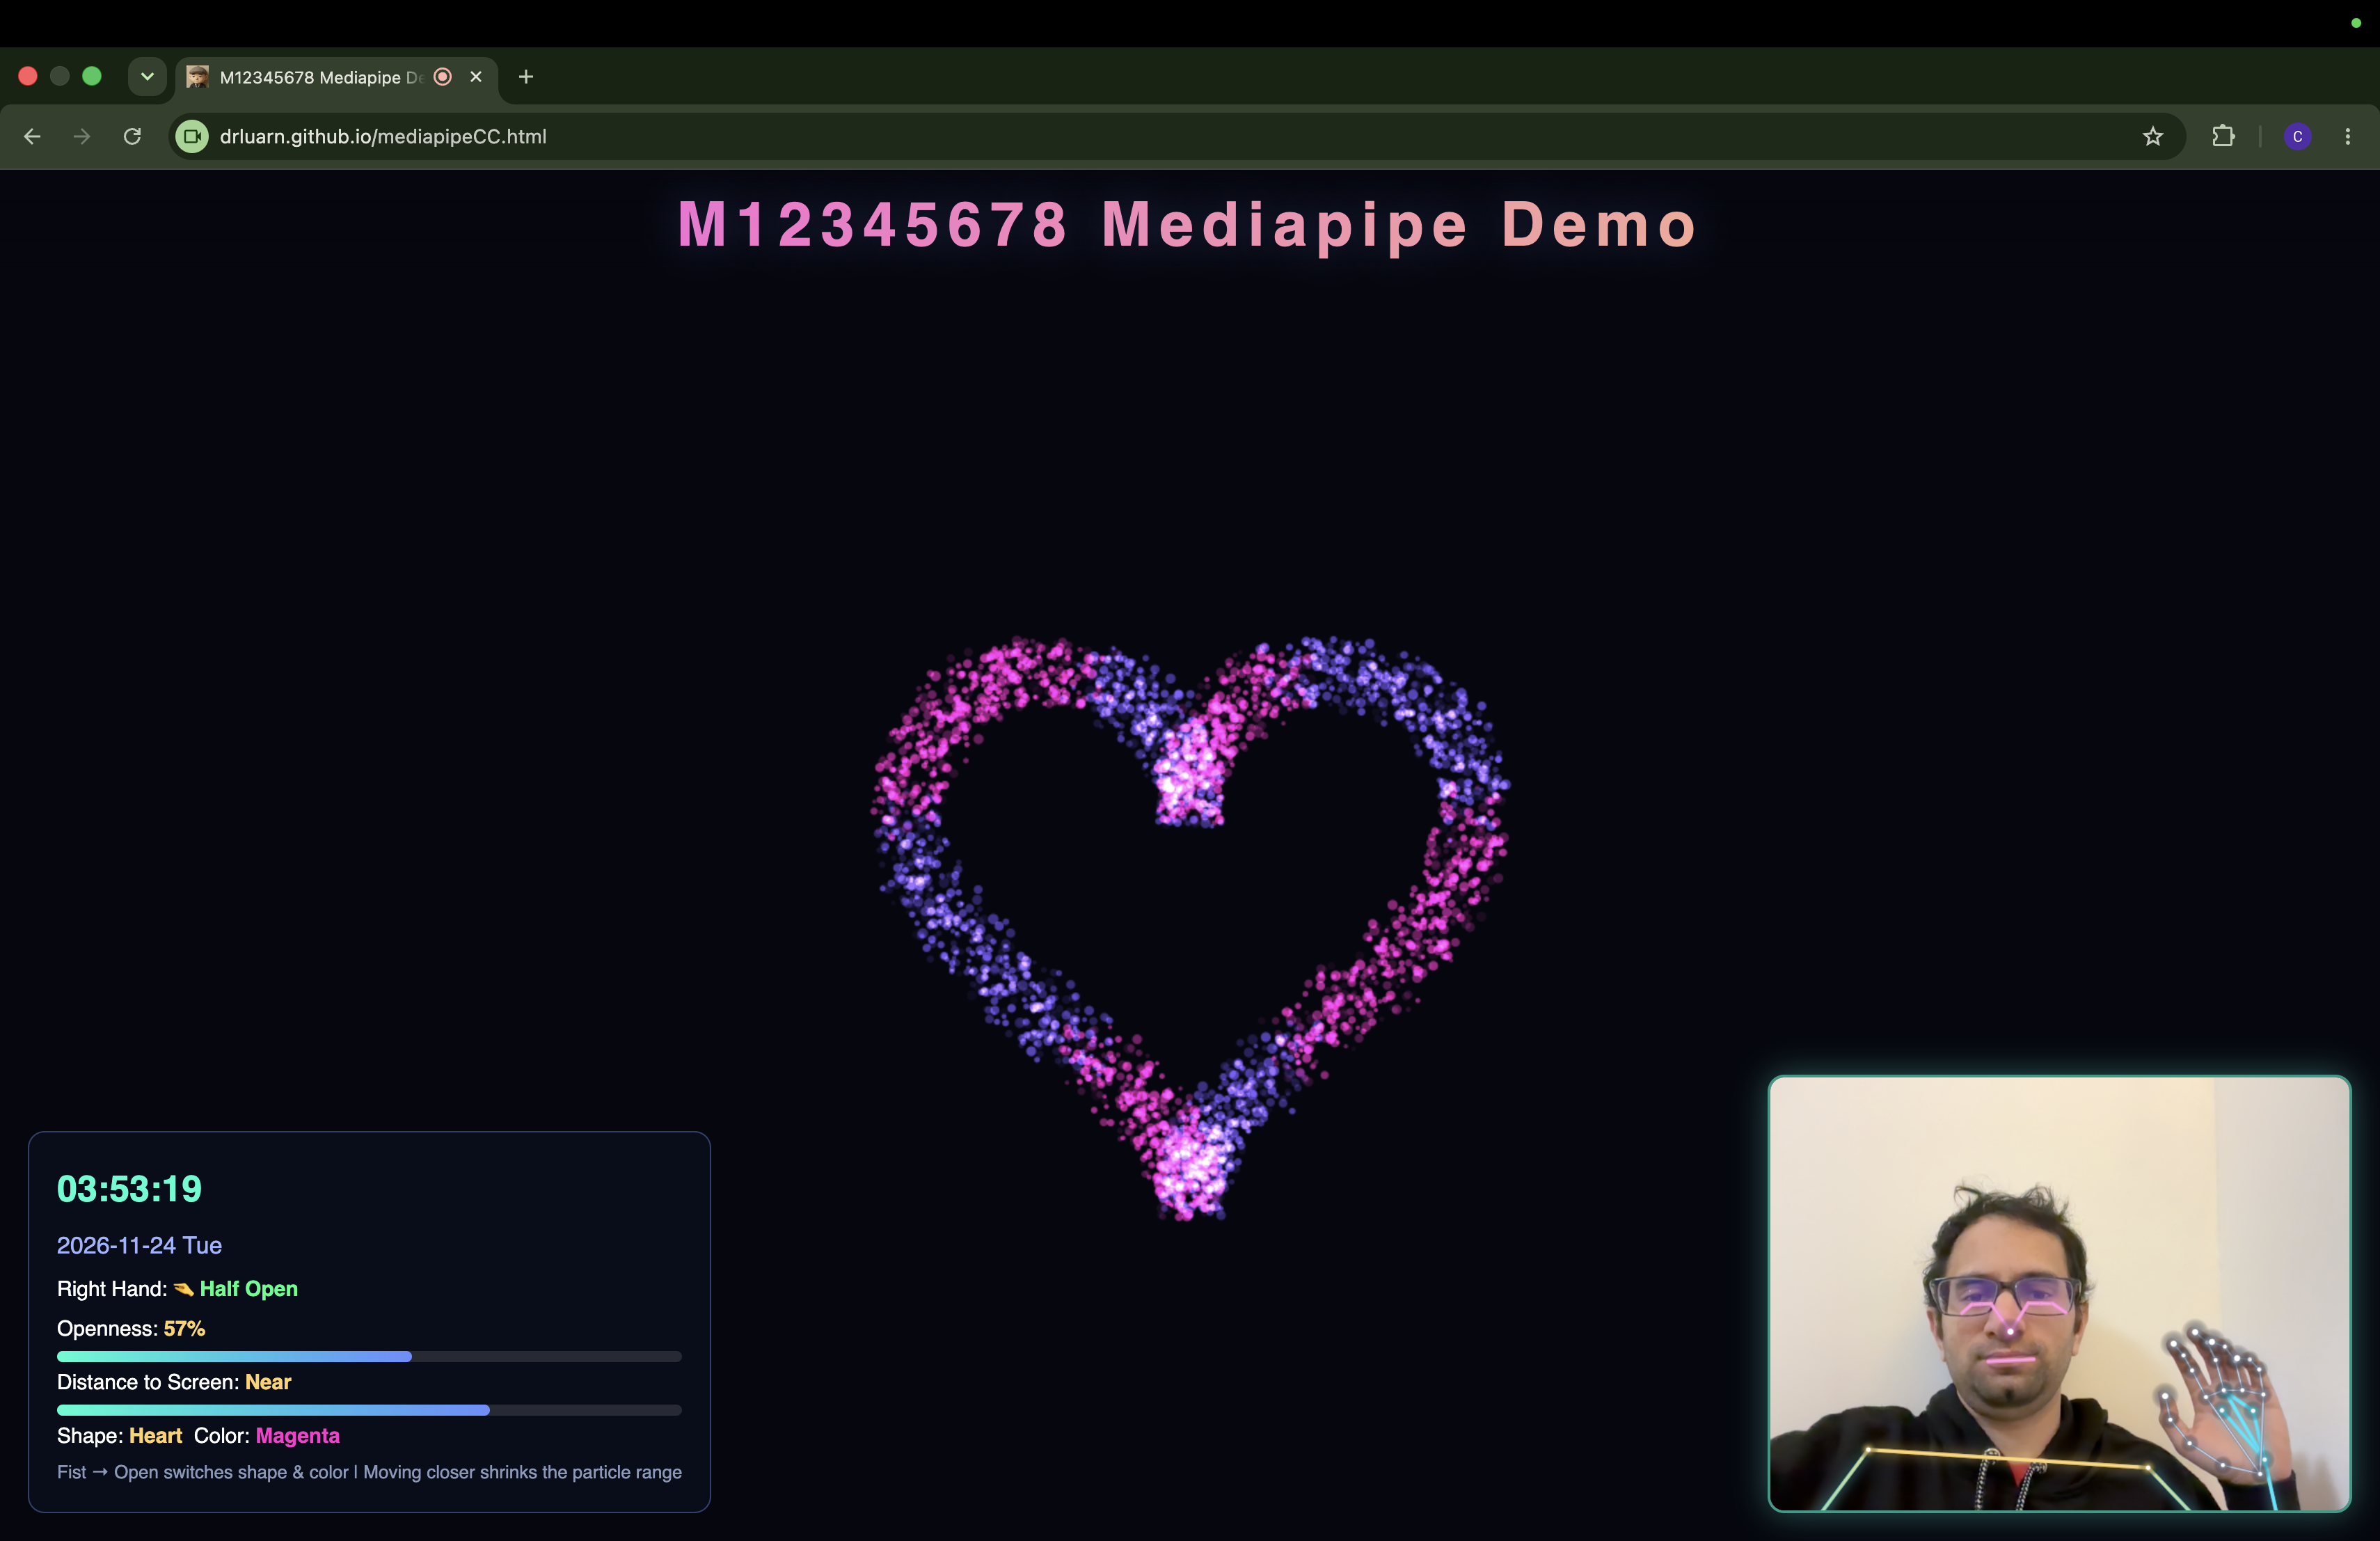 M12345678 Mediapipe De
drluarn.github.io/mediapipeCC.html
C
M12345678 Mediapipe Demo
03:53:19
2026-11-24 Tue
Right Hand: Half Open
Openness: 57%
Distance to Screen: Near
Shape: Heart Color: Magenta
Fist → Open switches shape & color | Moving closer shrinks the particle range